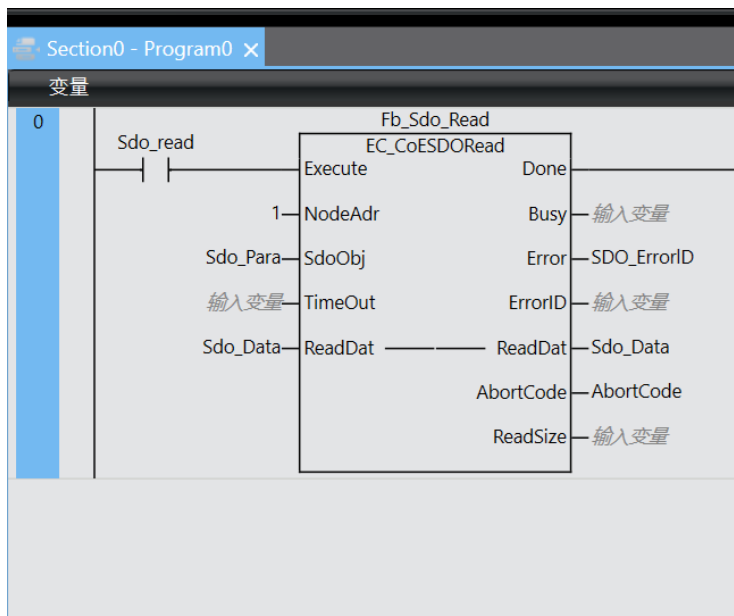 Section0 - Program0
变量
0
Fb_Sdo_Read
Sdo_read
EC_CoESDORead
Execute Done
1 NodeAdr Busy 输入变量
Sdo_Para SdoObj Error SDO_ErrorID
输入变量 TimeOut ErrorID 输入变量
Sdo_Data ReadDat ReadDat Sdo_Data
AbortCode AbortCode
ReadSize 输入变量